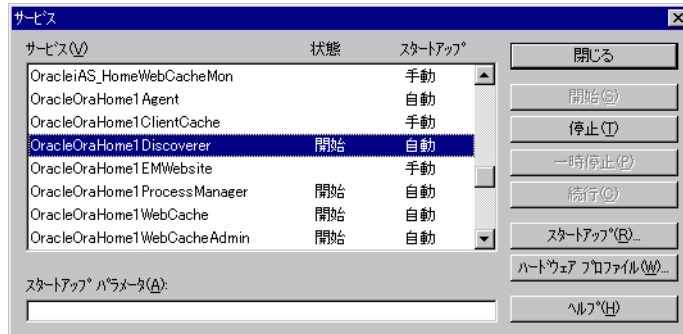 サービス
サービス(V) 状態 スタートアップ
OracleiAS_HomeWebCacheMon 手動
OracleOraHome1Agent 自動
OracleOraHome1ClientCache 手動
OracleOraHome1Discoverer 開始 自動
OracleOraHome1EMWebsite 手動
OracleOraHome1ProcessManager 開始 自動
OracleOraHome1WebCache 開始 自動
OracleOraHome1WebCacheAdmin 開始 自動
スタートアップ パラメータ(A):
閉じる
開始(S)
停止(T)
一時停止(P)
続行(C)
スタートアップ(R)...
ハードウェア プロファイル(W)...
ヘルプ(H)